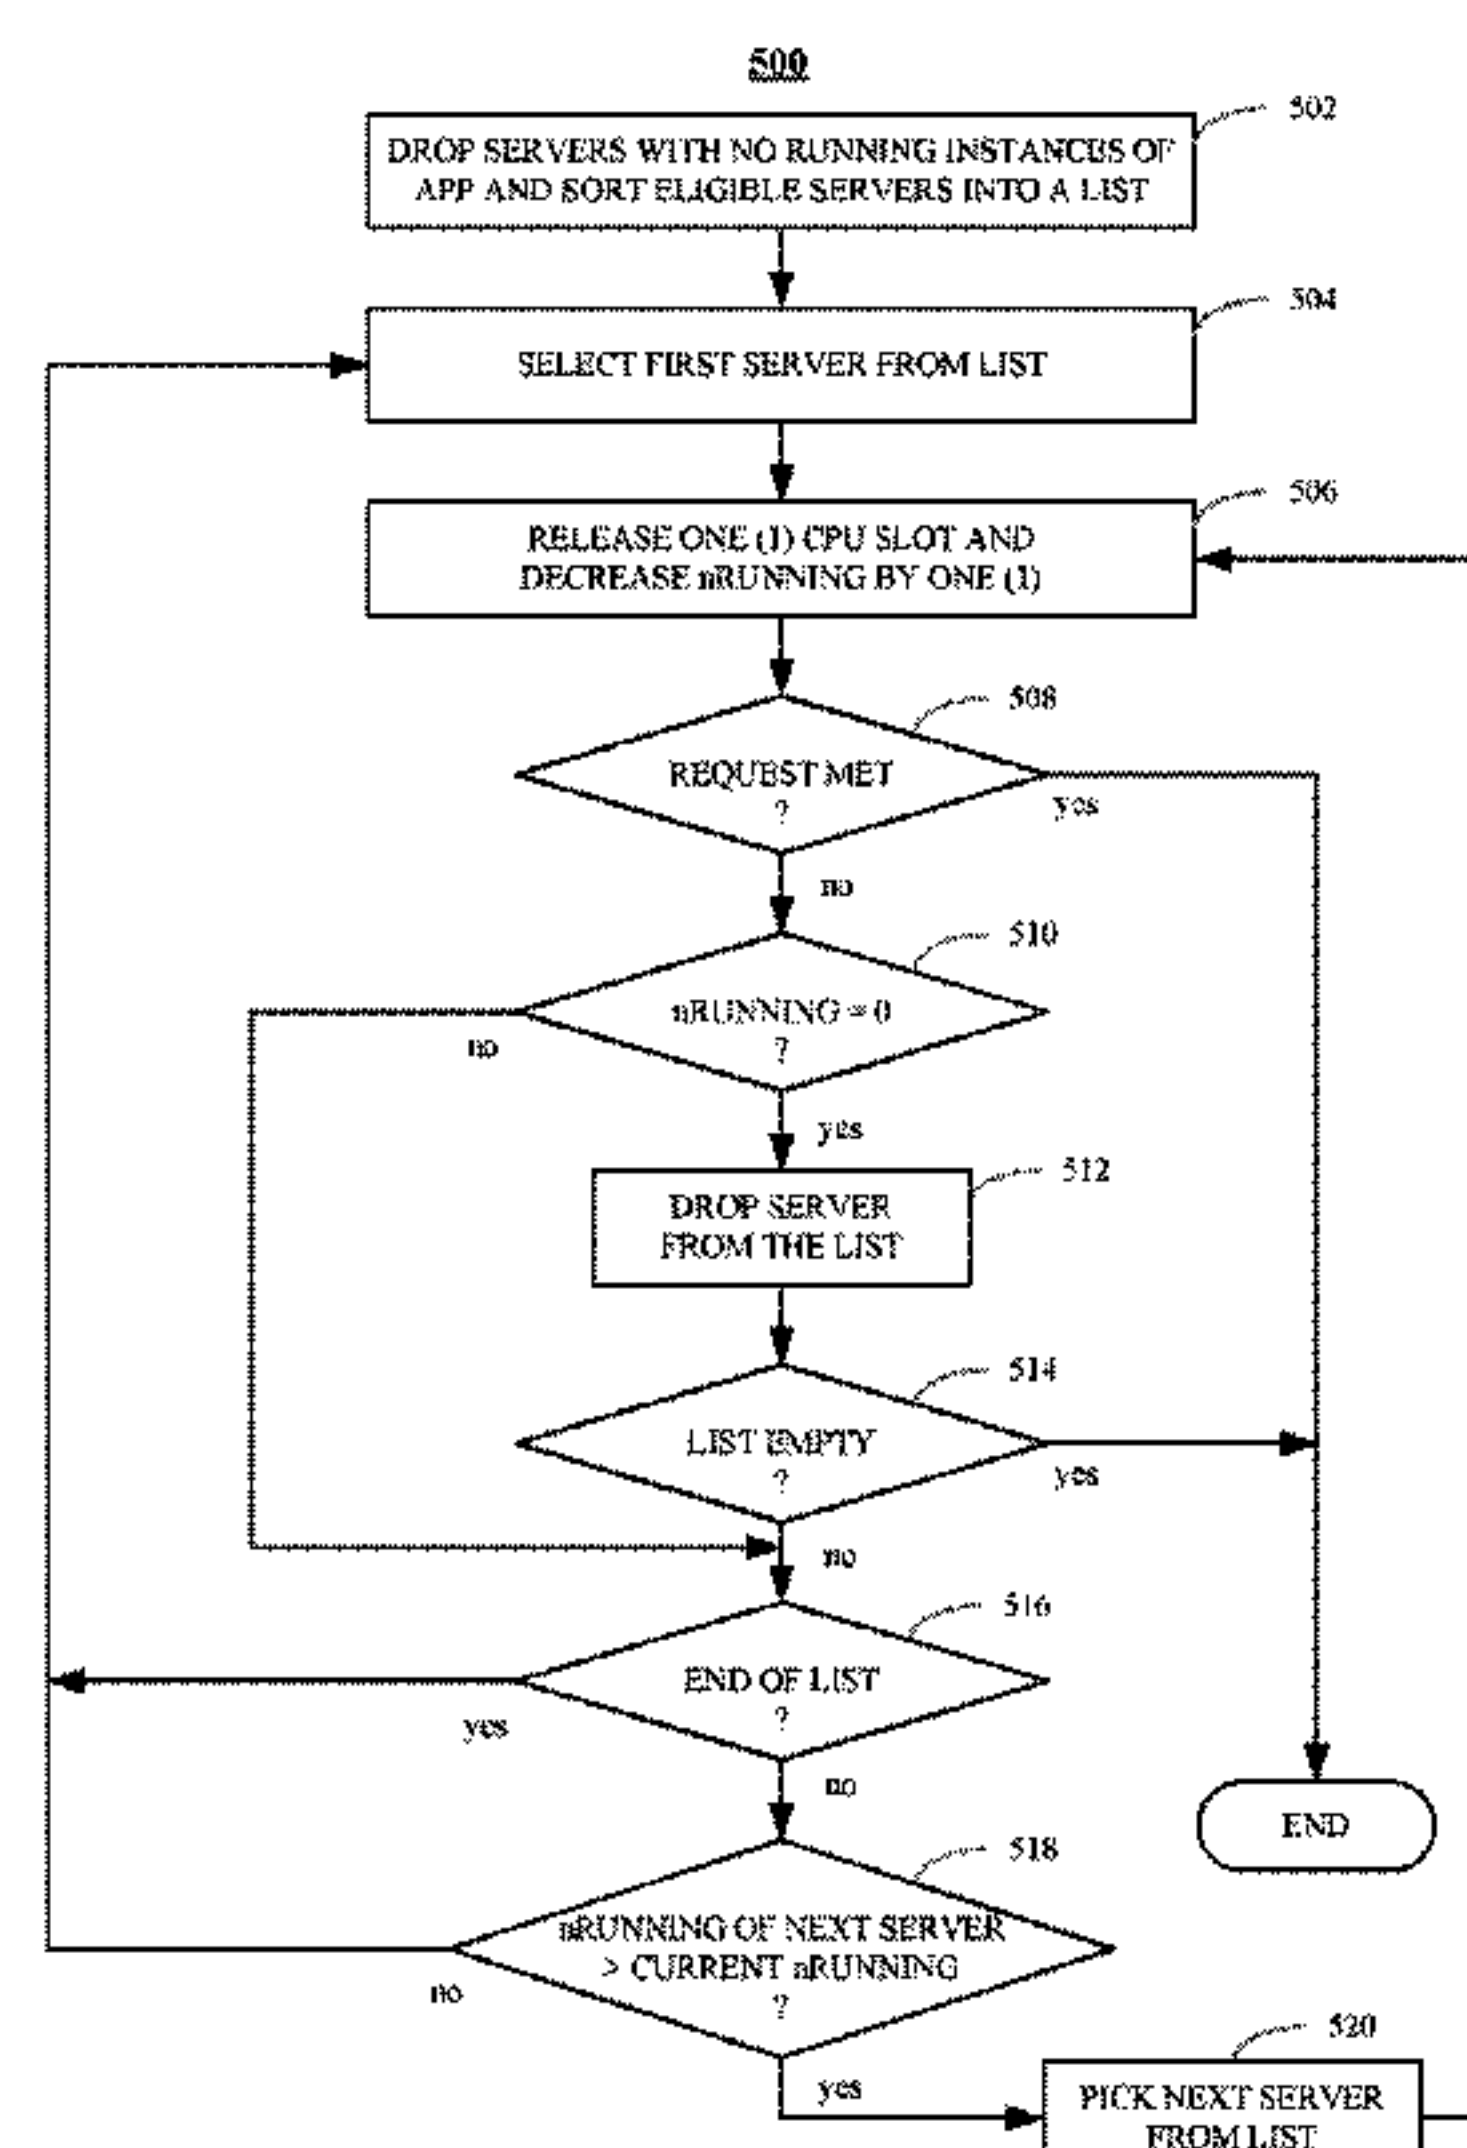 500
502
DROP SERVERS WITH NO RUNNING INSTANCES OF
APP AND SORT ELIGIBLE SERVERS INTO A LIST
504
SELECT FIRST SERVER FROM LIST
506
RELEASE ONE (1) CPU SLOT AND
DECREASE nRUNNING BY ONE (1)
508
REQUEST MET
?
yes
no
510
nRUNNING = 0
?
no
yes
512
DROP SERVER
FROM THE LIST
514
LIST EMPTY
?
yes
no
516
END OF LIST
?
yes
no
END
518
nRUNNING OF NEXT SERVER
> CURRENT nRUNNING
?
no
yes
520
PICK NEXT SERVER
FROM LIST